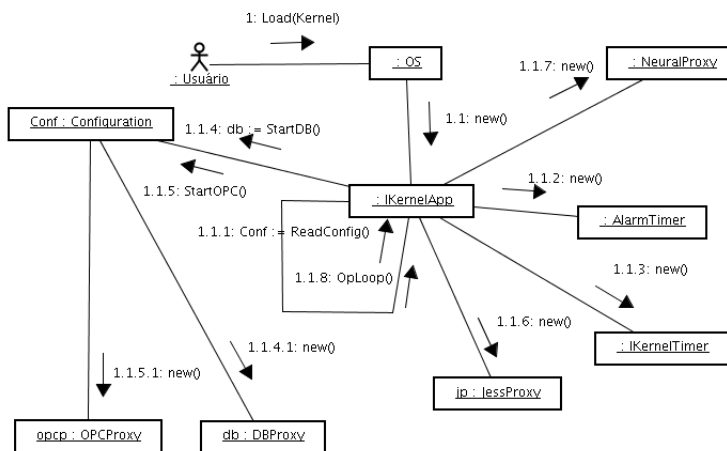 1: Load(Kernel)
: Usuário
: OS
: NeuralProxy
1.1.7: new()
Conf : Configuration
1.1.4: db := StartDB()
1.1: new()
1.1.5: StartOPC()
1.1.2: new()
: IKernelApp
: AlarmTimer
1.1.1: Conf := ReadConfig()
1.1.3: new()
1.1.8: OpLoop()
1.1.6: new()
: IKernelTimer
1.1.4.1: new()
1.1.5.1: new()
jp : JessProxy
opcp : OPCProxy
db : DBProxy